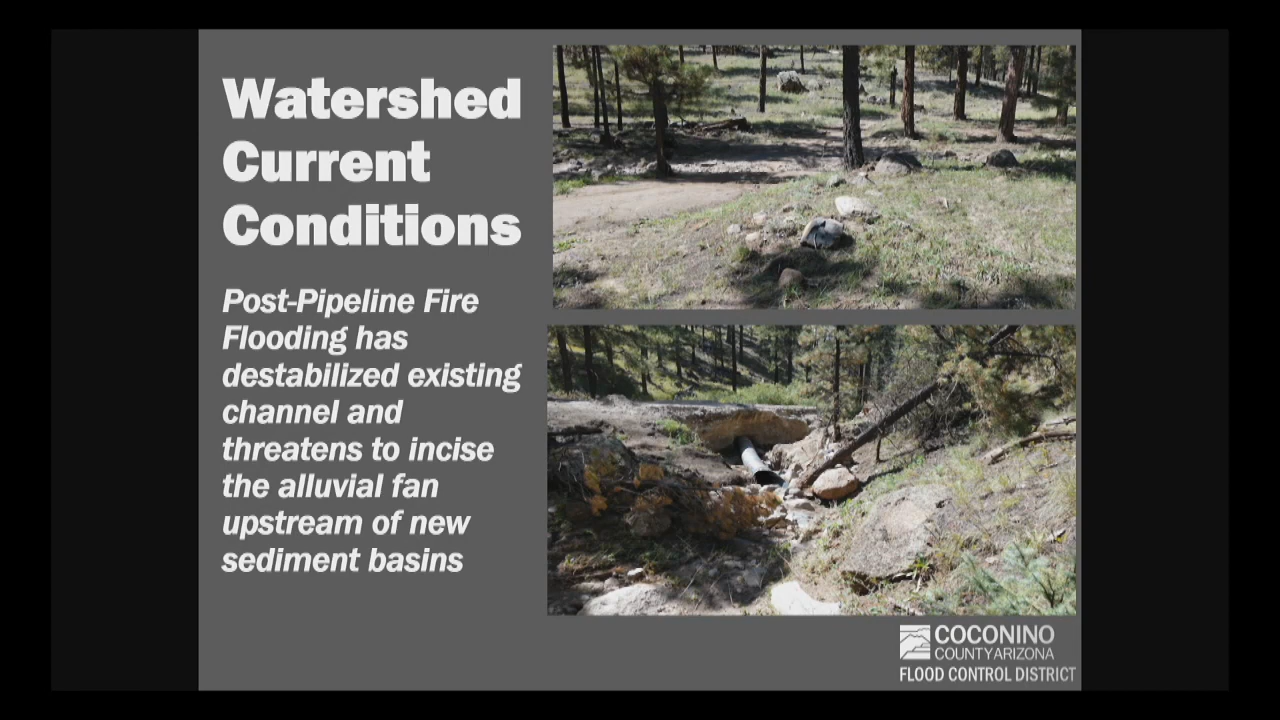 Watershed
Current
Conditions
Post-Pipeline Fire
Flooding has
destabilized existing
channel and
threatens to incise
the alluvial fan
upstream of new
sediment basins
COCONINO
COUNTY ARIZONA
FLOOD CONTROL DISTRICT